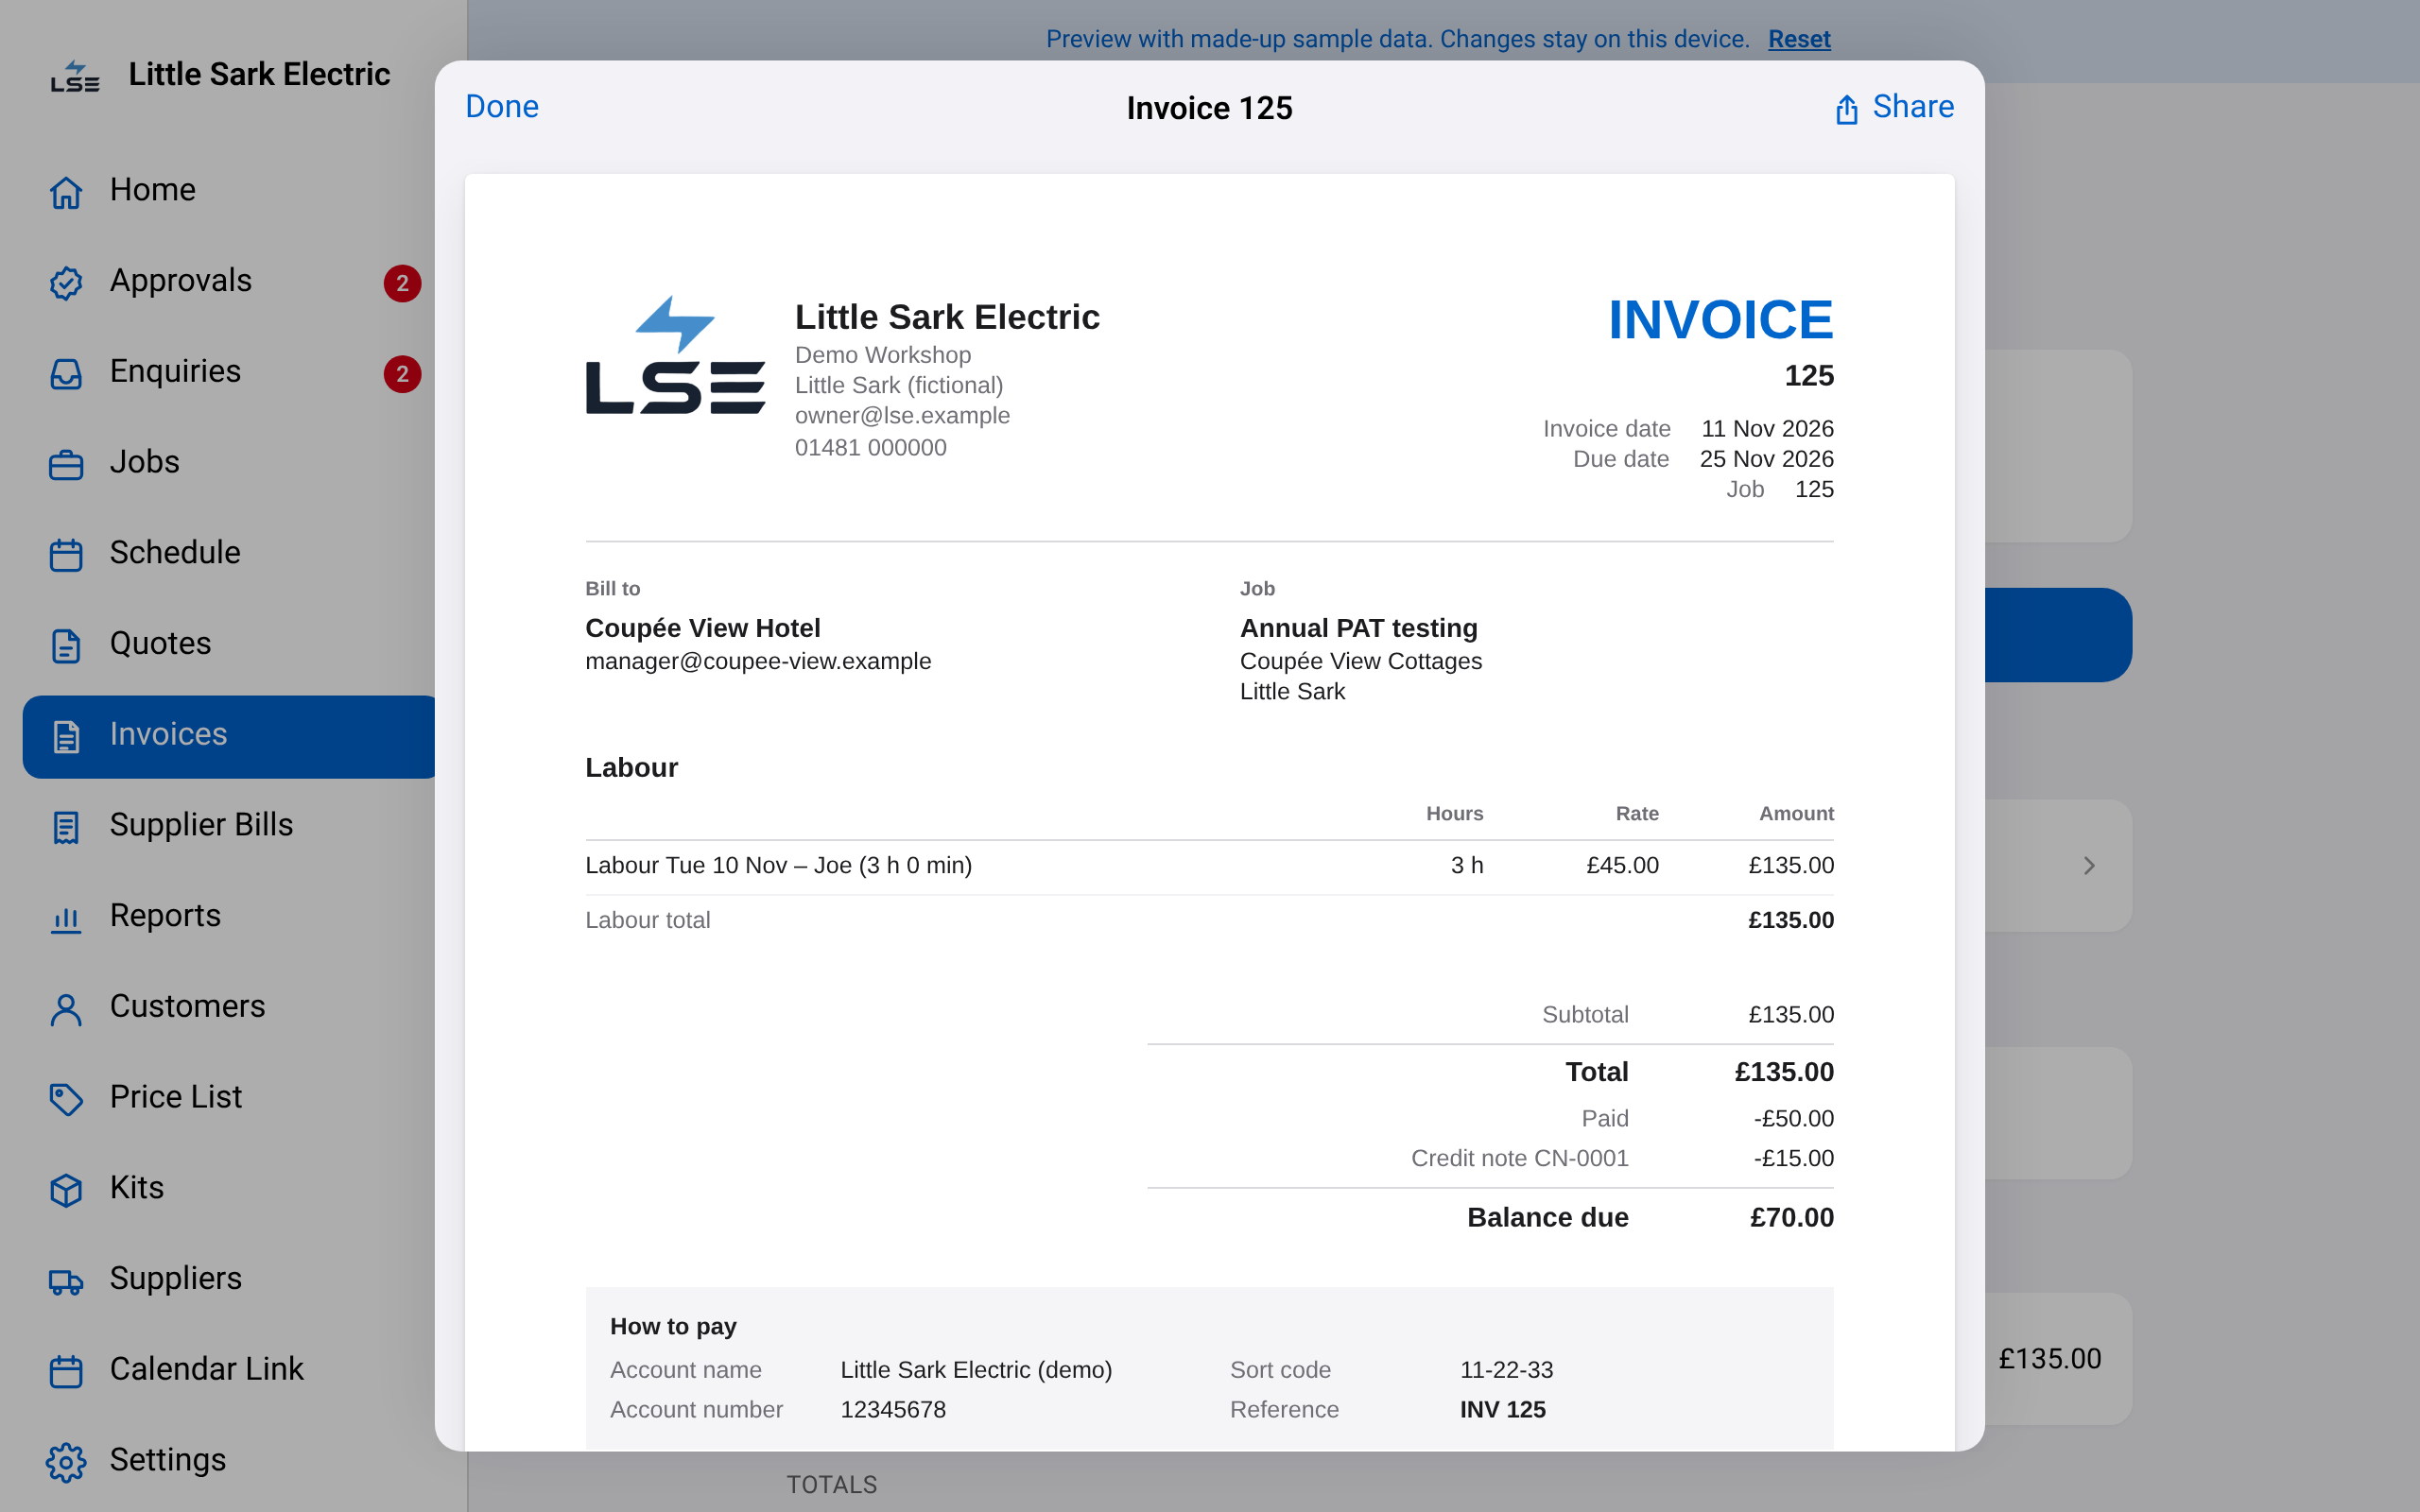 LSE Little Sark Electric
Preview with made-up sample data. Changes stay on this device. Reset
Home
Approvals 2
Enquiries 2
Jobs
Schedule
Quotes
Invoices
Supplier Bills
Reports
Customers
Price List
Kits
Suppliers
Calendar Link
Settings
Done
Invoice 125
Share
LSE
Little Sark Electric
Demo Workshop
Little Sark (fictional)
owner@lse.example
01481 000000
INVOICE
125
Invoice date 11 Nov 2026
Due date 25 Nov 2026
Job 125
Bill to
Coupée View Hotel
manager@coupee-view.example
Job
Annual PAT testing
Coupée View Cottages
Little Sark
Labour
Hours Rate Amount
Labour Tue 10 Nov – Joe (3 h 0 min) 3 h £45.00 £135.00
Labour total £135.00
Subtotal £135.00
Total £135.00
Paid -£50.00
Credit note CN-0001 -£15.00
Balance due £70.00
How to pay
Account name Little Sark Electric (demo) Sort code 11-22-33
Account number 12345678 Reference INV 125
£135.00
TOTALS